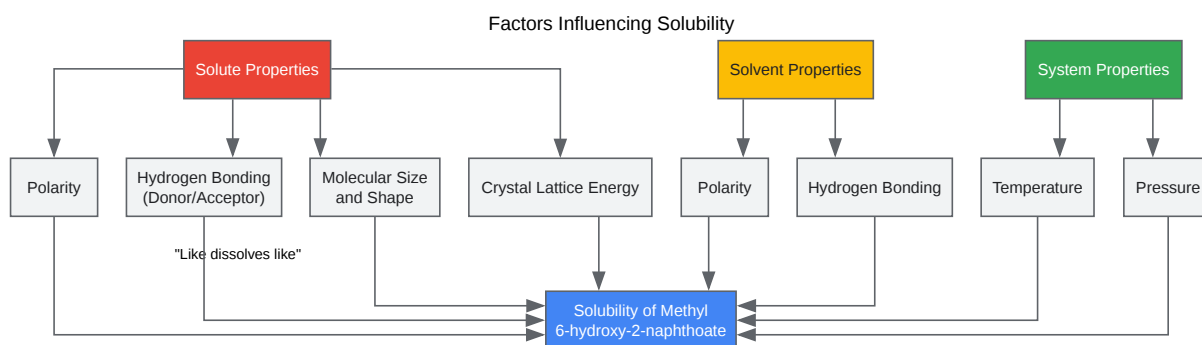 Factors Influencing Solubility
Solute Properties
Solvent Properties
System Properties
Polarity
Hydrogen Bonding
(Donor/Acceptor)
Molecular Size
and Shape
Crystal Lattice Energy
Polarity
Hydrogen Bonding
Temperature
Pressure
"Like dissolves like"
Solubility of Methyl
6-hydroxy-2-naphthoate